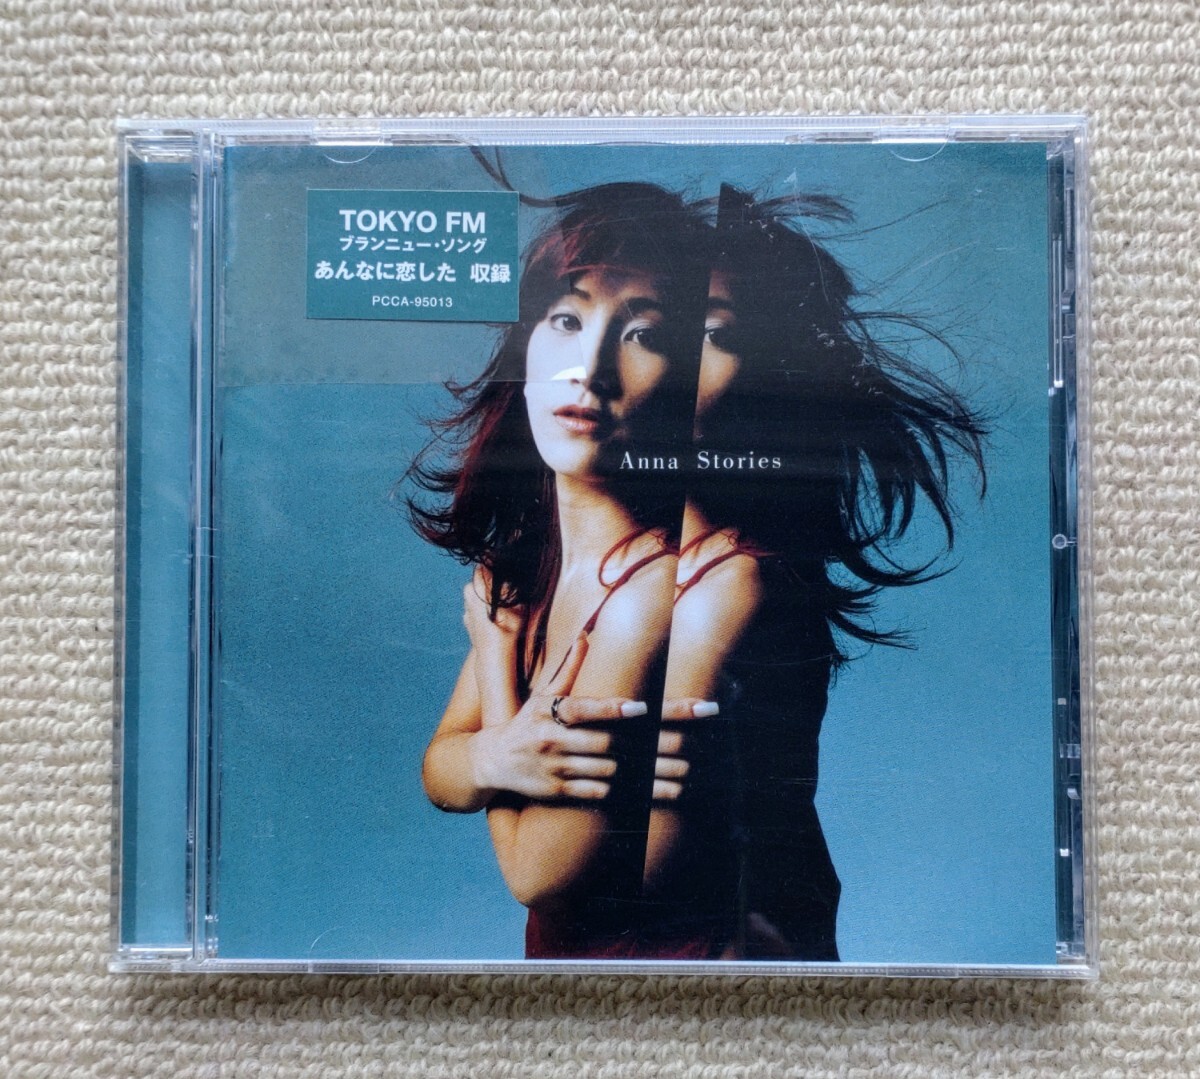 TOKYO FM
ブランニュー・ソング
あんなに恋した 収録
PCCA-95013
Anna Stories